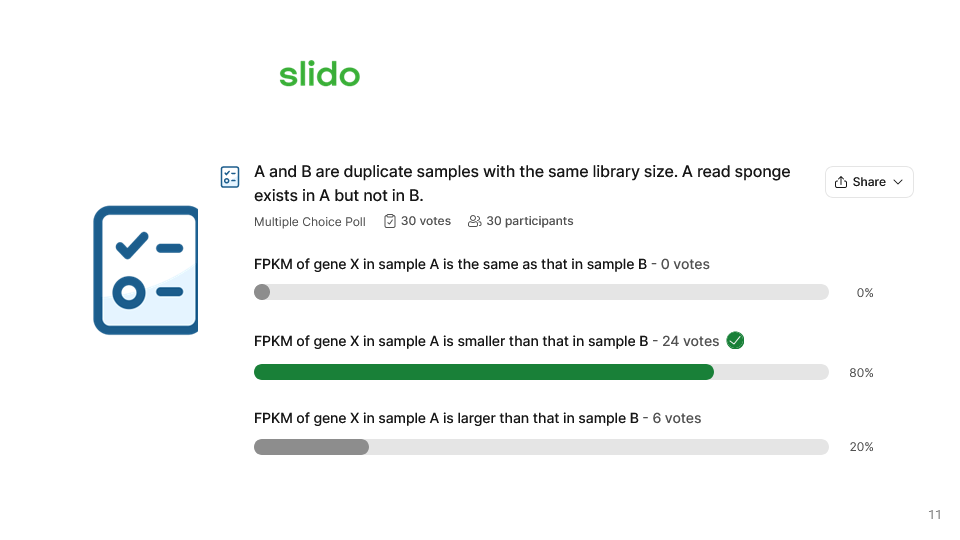 slido
A and B are duplicate samples with the same library size. A read sponge
exists in A but not in B.
Share
Multiple Choice Poll 30 votes 30 participants
FPKM of gene X in sample A is the same as that in sample B - 0 votes
0%
FPKM of gene X in sample A is smaller than that in sample B - 24 votes
80%
FPKM of gene X in sample A is larger than that in sample B - 6 votes
20%
11